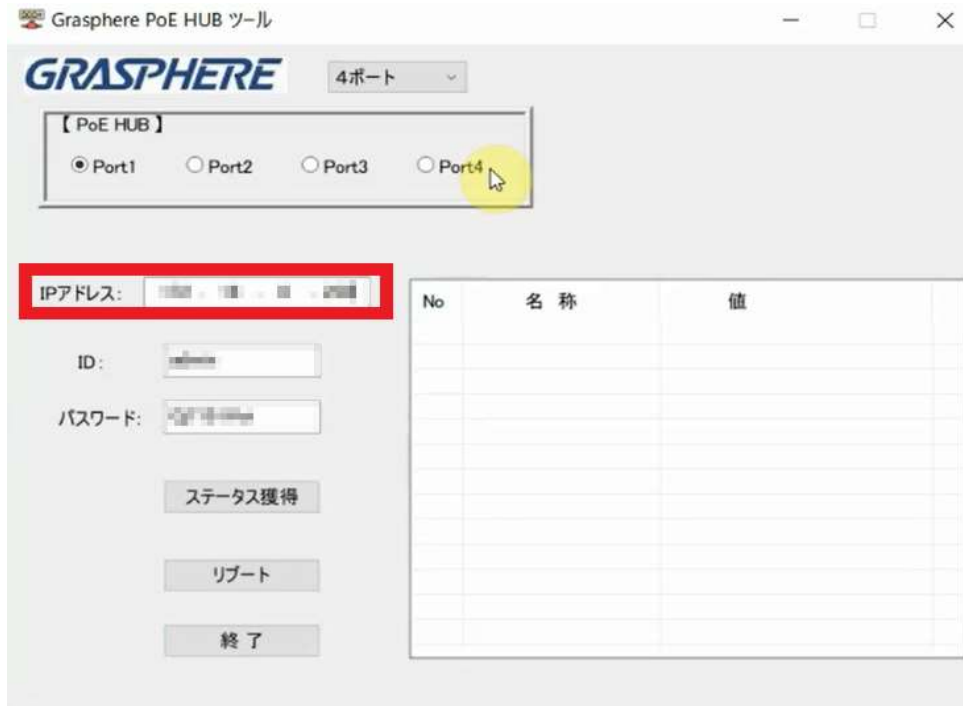 Grasphere PoE HUB ツール
GRASPHERE
4ポート
【 PoE HUB 】
Port1 Port2 Port3 Port4
IPアドレス:
No 名 称 値
ID:
パスワード:
ステータス獲得
リブート
終 了